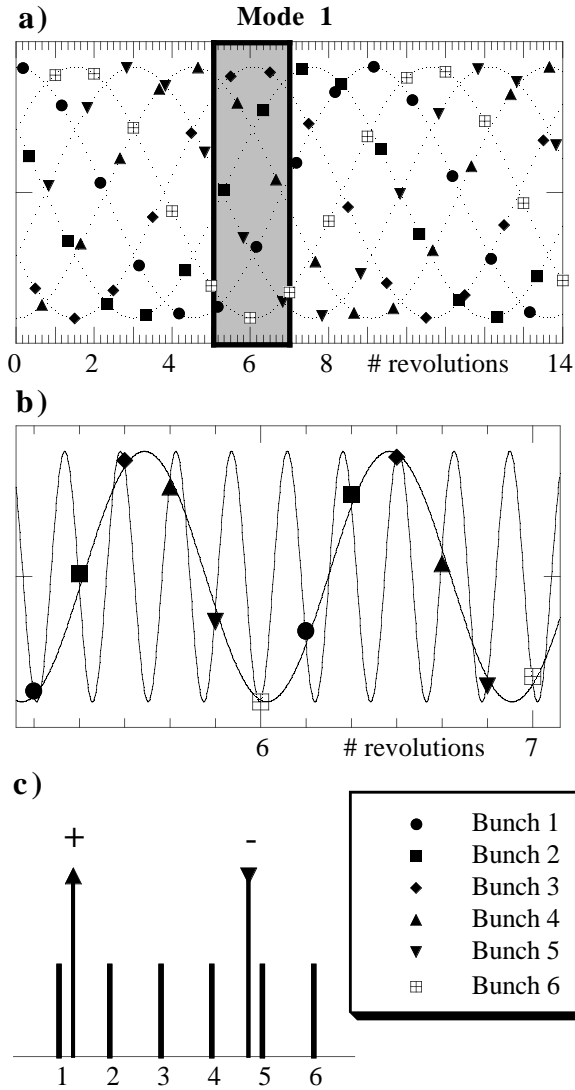 Mode 1
a)
0 2 4 6 8 # revolutions 14
b)
6 # revolutions 7
c)
+ -
1 2 3 4 5 6
Bunch 1
Bunch 2
Bunch 3
Bunch 4
Bunch 5
Bunch 6